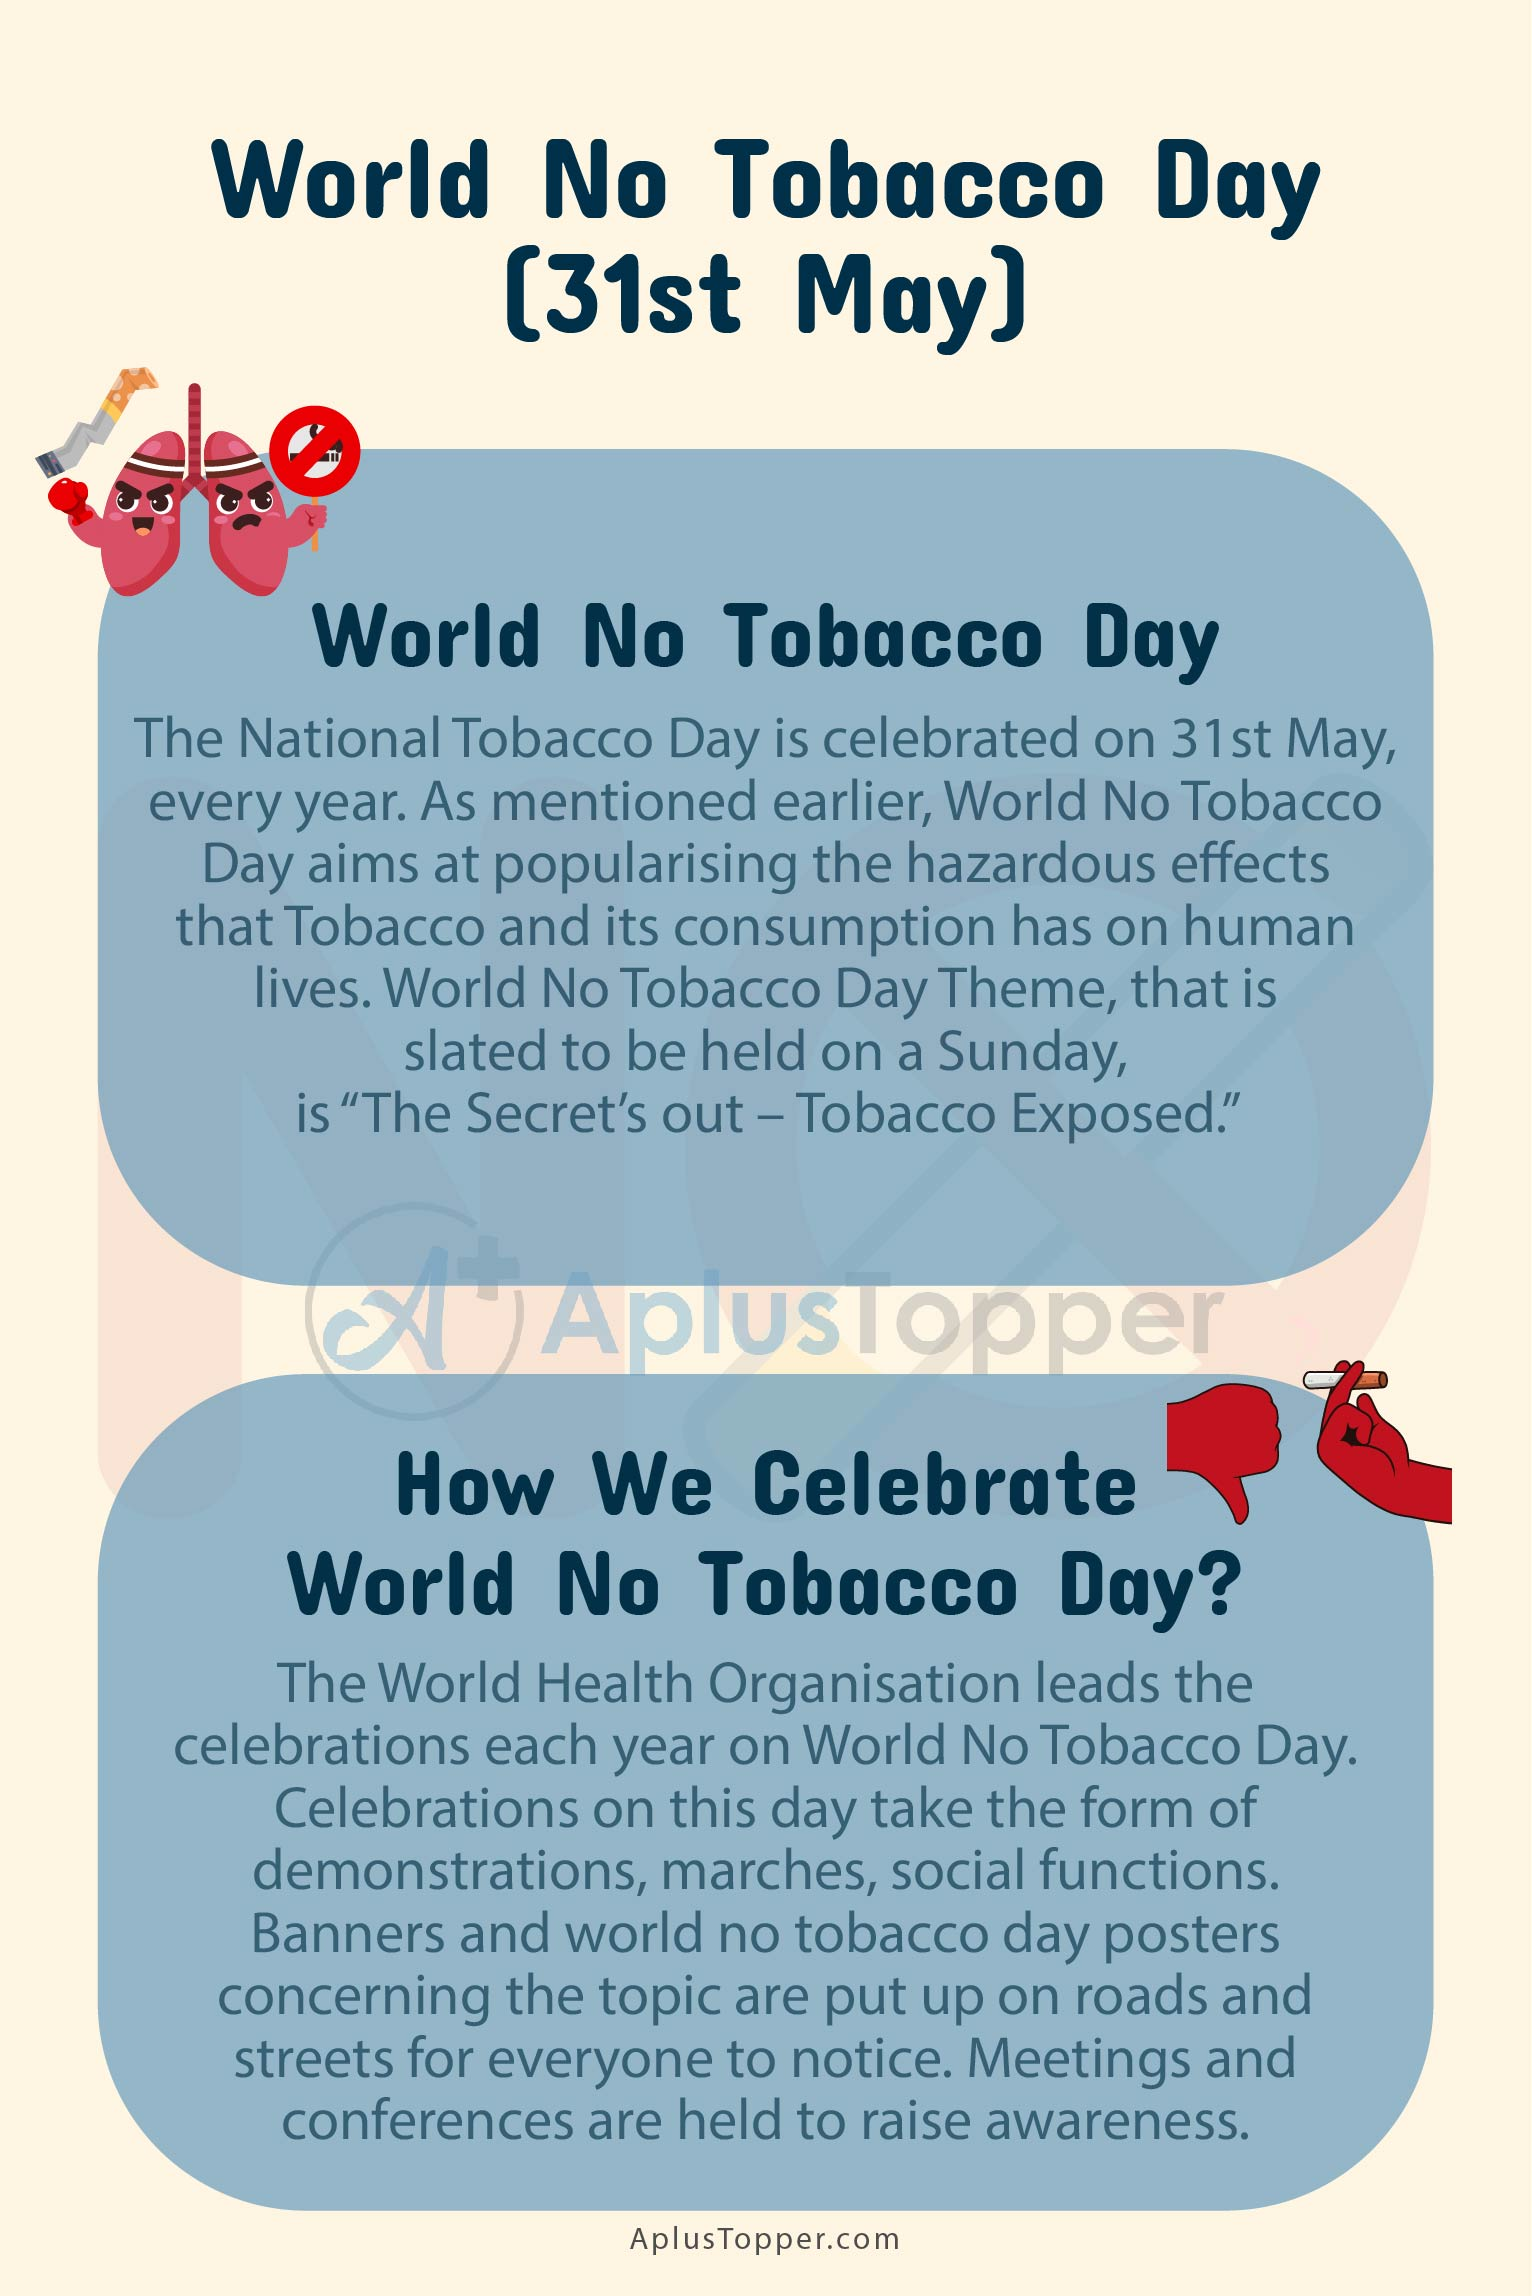 World No Tobacco Day
(31st May)
World No Tobacco Day
The National Tobacco Day is celebrated on 31st May,
every year. As mentioned earlier, World No Tobacco
Day aims at popularising the hazardous effects
that Tobacco and its consumption has on human
lives. World No Tobacco Day Theme, that is
slated to be held on a Sunday,
is “The Secret’s out – Tobacco Exposed.”
A+ AplusTopper
How We Celebrate
World No Tobacco Day?
The World Health Organisation leads the
celebrations each year on World No Tobacco Day.
Celebrations on this day take the form of
demonstrations, marches, social functions.
Banners and world no tobacco day posters
concerning the topic are put up on roads and
streets for everyone to notice. Meetings and
conferences are held to raise awareness.
AplusTopper.com